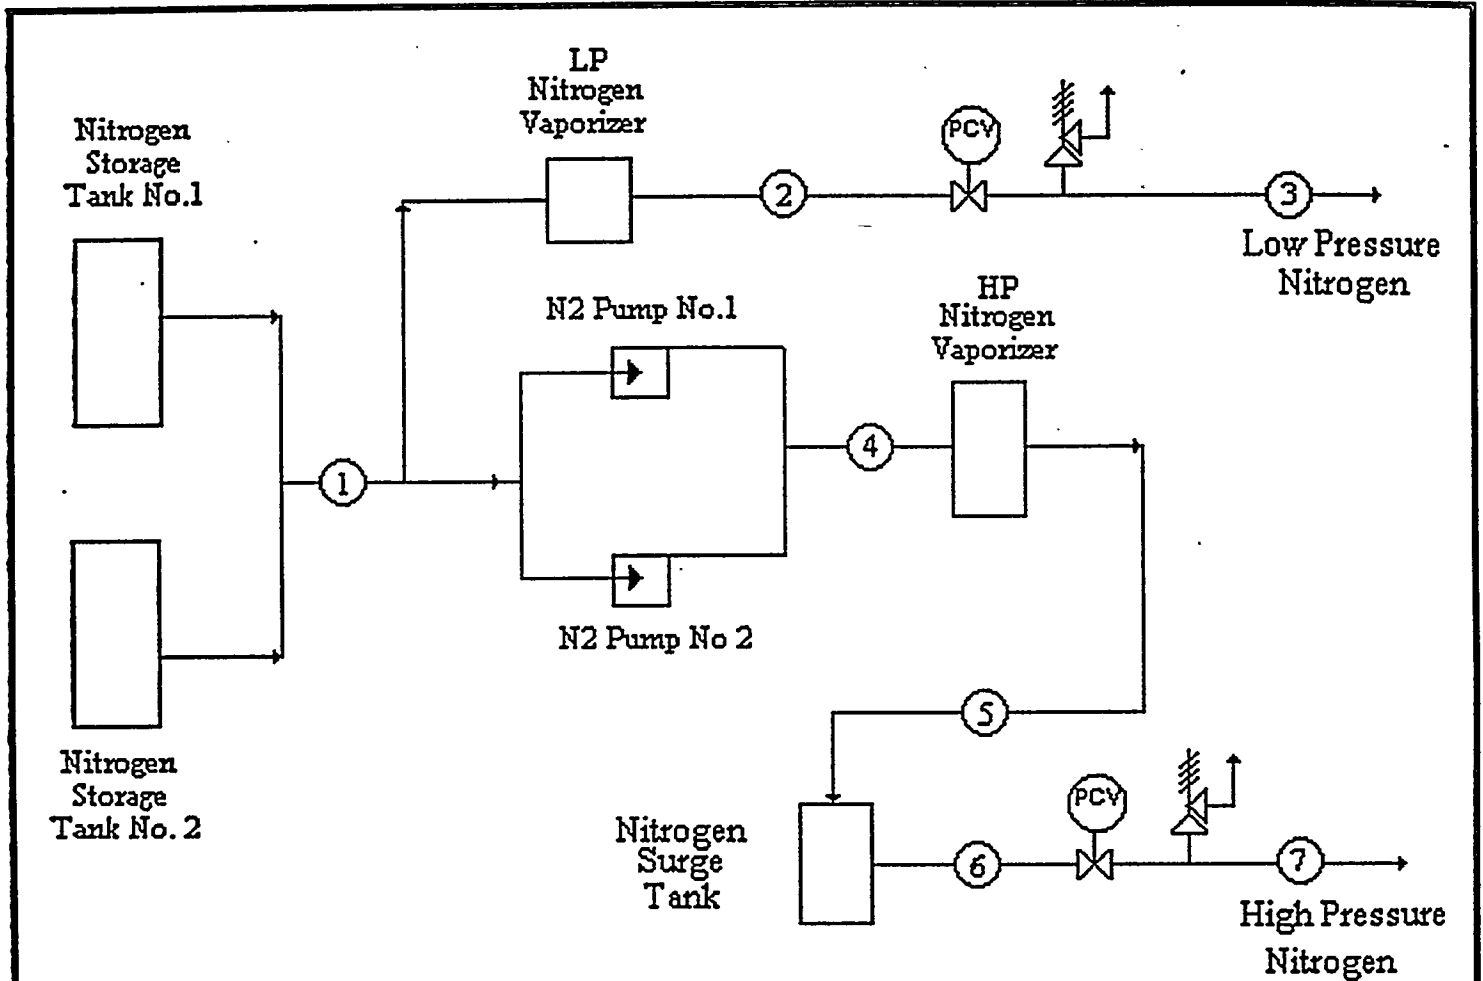 LP
Nitrogen
Vaporizer
Nitrogen
Storage
Tank No.1
PCV
2
3
Low Pressure
Nitrogen
N2 Pump No.1
HP
Nitrogen
Vaporizer
1
4
N2 Pump No 2
5
Nitrogen
Storage
Tank No. 2
Nitrogen
Surge
Tank
PCV
6
7
High Pressure
Nitrogen